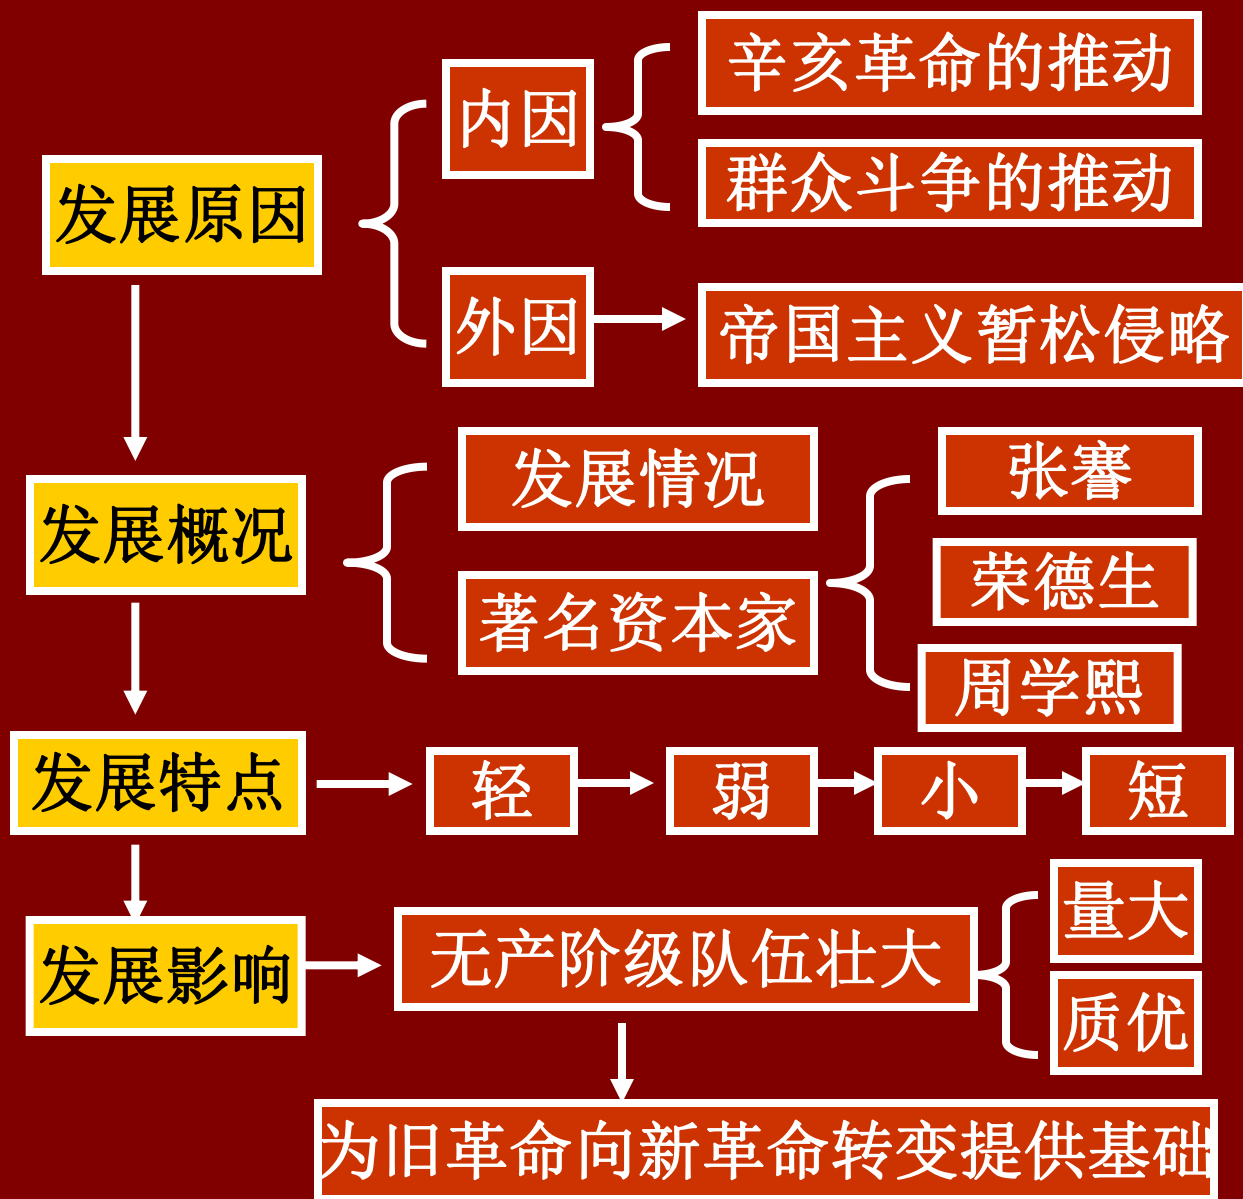 发展原因
内因
辛亥革命的推动
群众斗争的推动
外因
帝国主义暂松侵略
发展概况
发展情况
著名资本家
张謇
荣德生
周学熙
发展特点
轻
弱
小
短
发展影响
无产阶级队伍壮大
量大
质优
为旧革命向新革命转变提供基础